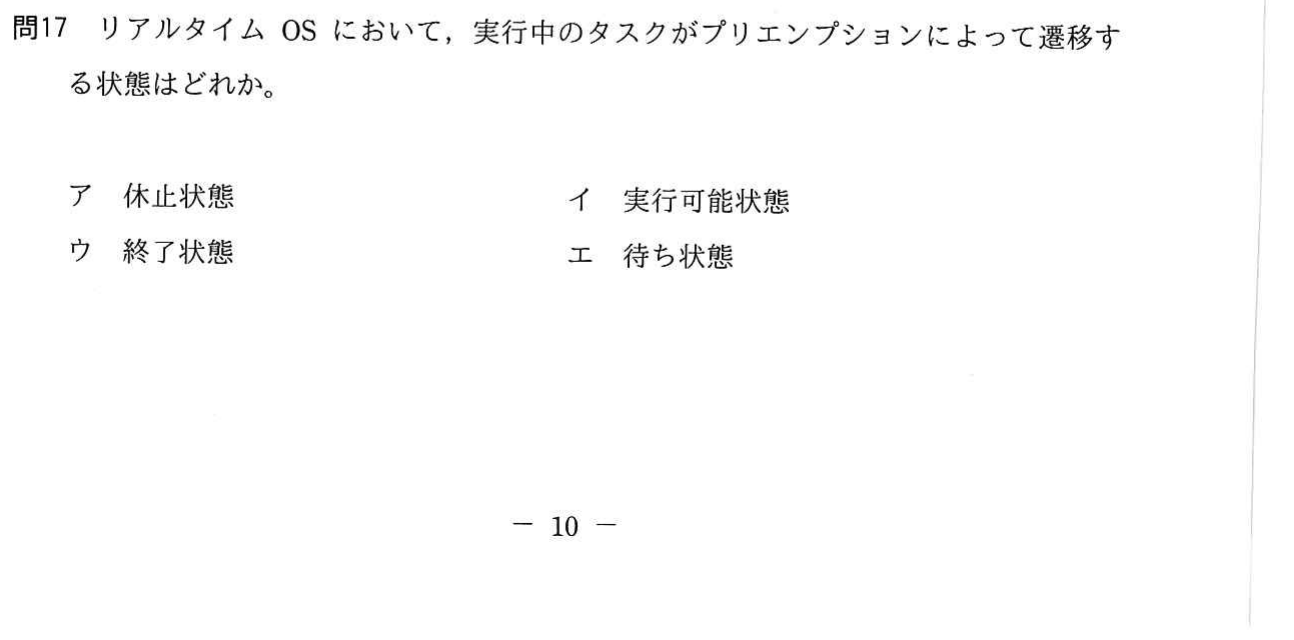 問17 リアルタイム OS において，実行中のタスクがプリエンプションによって遷移す
る状態はどれか。
ア 休止状態 イ 実行可能状態
ウ 終了状態 エ 待ち状態
－ 10 －